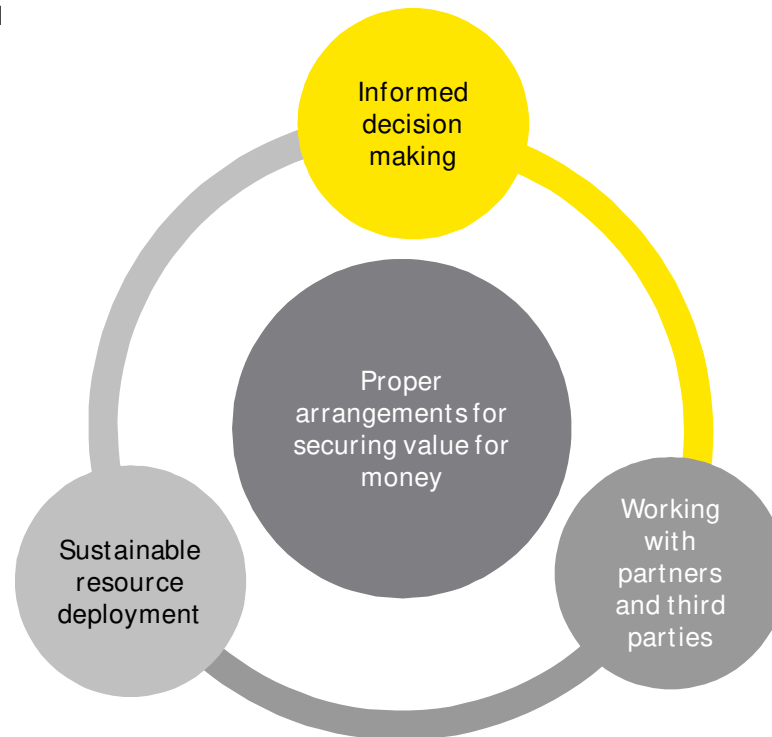 Informed
decision
making
Proper
arrangements for
securing value for
money
Sustainable
resource
deployment
Working
with
partners
and third
parties